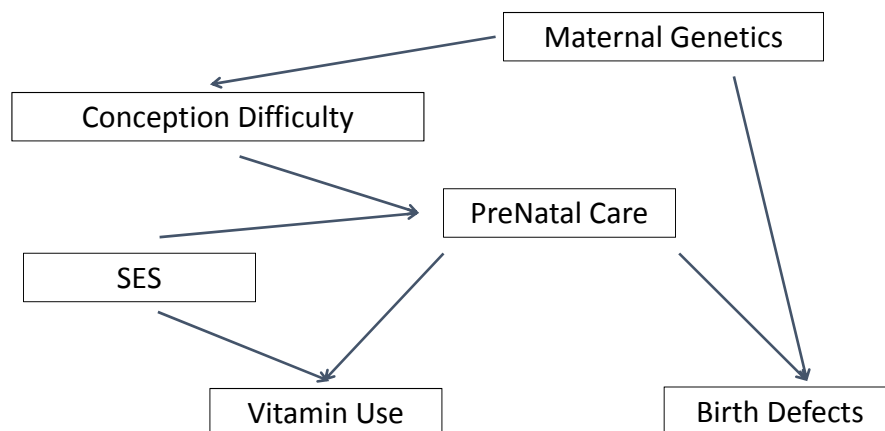 Maternal Genetics
Conception Difficulty
PreNatal Care
SES
Vitamin Use
Birth Defects